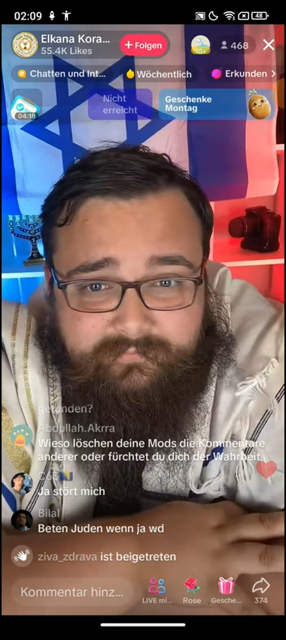 02:09
48
Elkana Kora...
55.4K Likes
+ Folgen
468
Chatten und Int...
Wöchentlich
Erkunden >
04:16
Nicht
erreicht
Geschenke
Montag
Abdullah.Akrra
Wieso löschen deine Mods die Kommentare
anderer oder fürchtet du dich der Wahrheit..
Ja stört mich
Bilal
Beten Juden wenn ja wd
ziva_zdrava ist beigetreten
Kommentar hinz...
LIVE mi...
Rose
Gesche...
374